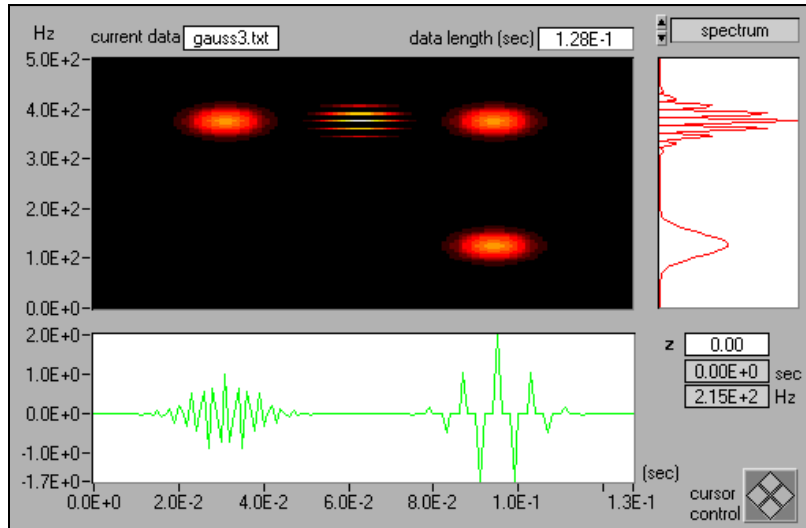 Hz current data gauss3.txt data length (sec) 1.28E-1 spectrum
5.0E+2
4.0E+2
3.0E+2
2.0E+2
1.0E+2
0.0E+0
2.0E+0
1.0E+0
0.0E+0
-1.0E+0
-1.7E+0
0.0E+0 2.0E-2 4.0E-2 6.0E-2 8.0E-2 1.0E-1 1.3E-1
(sec)
z 0.00
0.00E+0 sec
2.15E+2 Hz
cursor
control